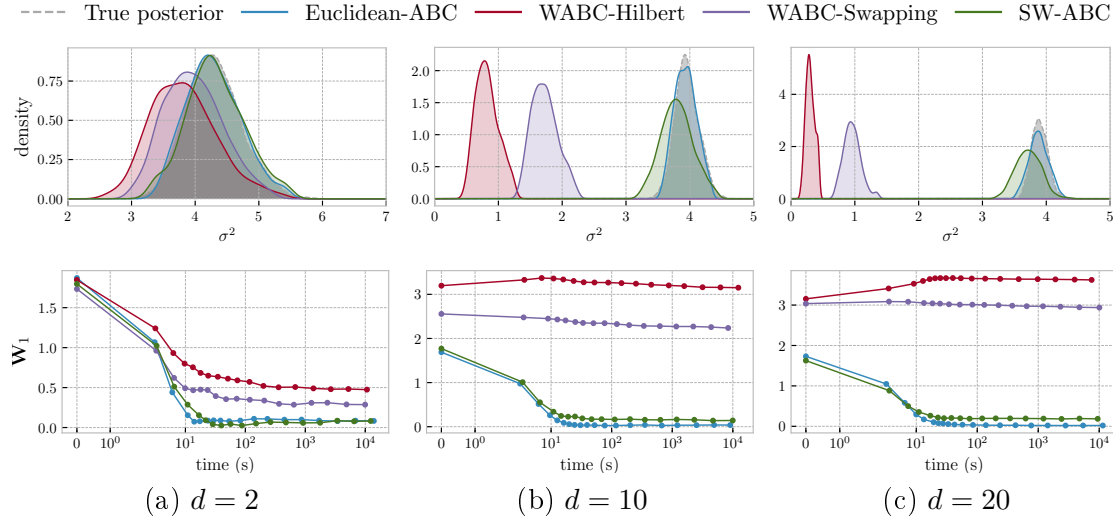 True posterior Euclidean-ABC WABC-Hilbert WABC-Swapping SW-ABC
density
0.75
0.50
0.25
0.00
2 3 4 5 6 7
σ²
2.0
1.5
1.0
0.5
0.0
0 1 2 3 4 5
σ²
4
2
0
0 1 2 3 4 5
σ²
W₁
1.5
1.0
0.5
0.0
0 10⁰ 10¹ 10² 10³ 10⁴
time (s)
3
2
1
0
0 10⁰ 10¹ 10² 10³ 10⁴
time (s)
3
2
1
0
0 10⁰ 10¹ 10² 10³ 10⁴
time (s)
(a) d = 2
(b) d = 10
(c) d = 20